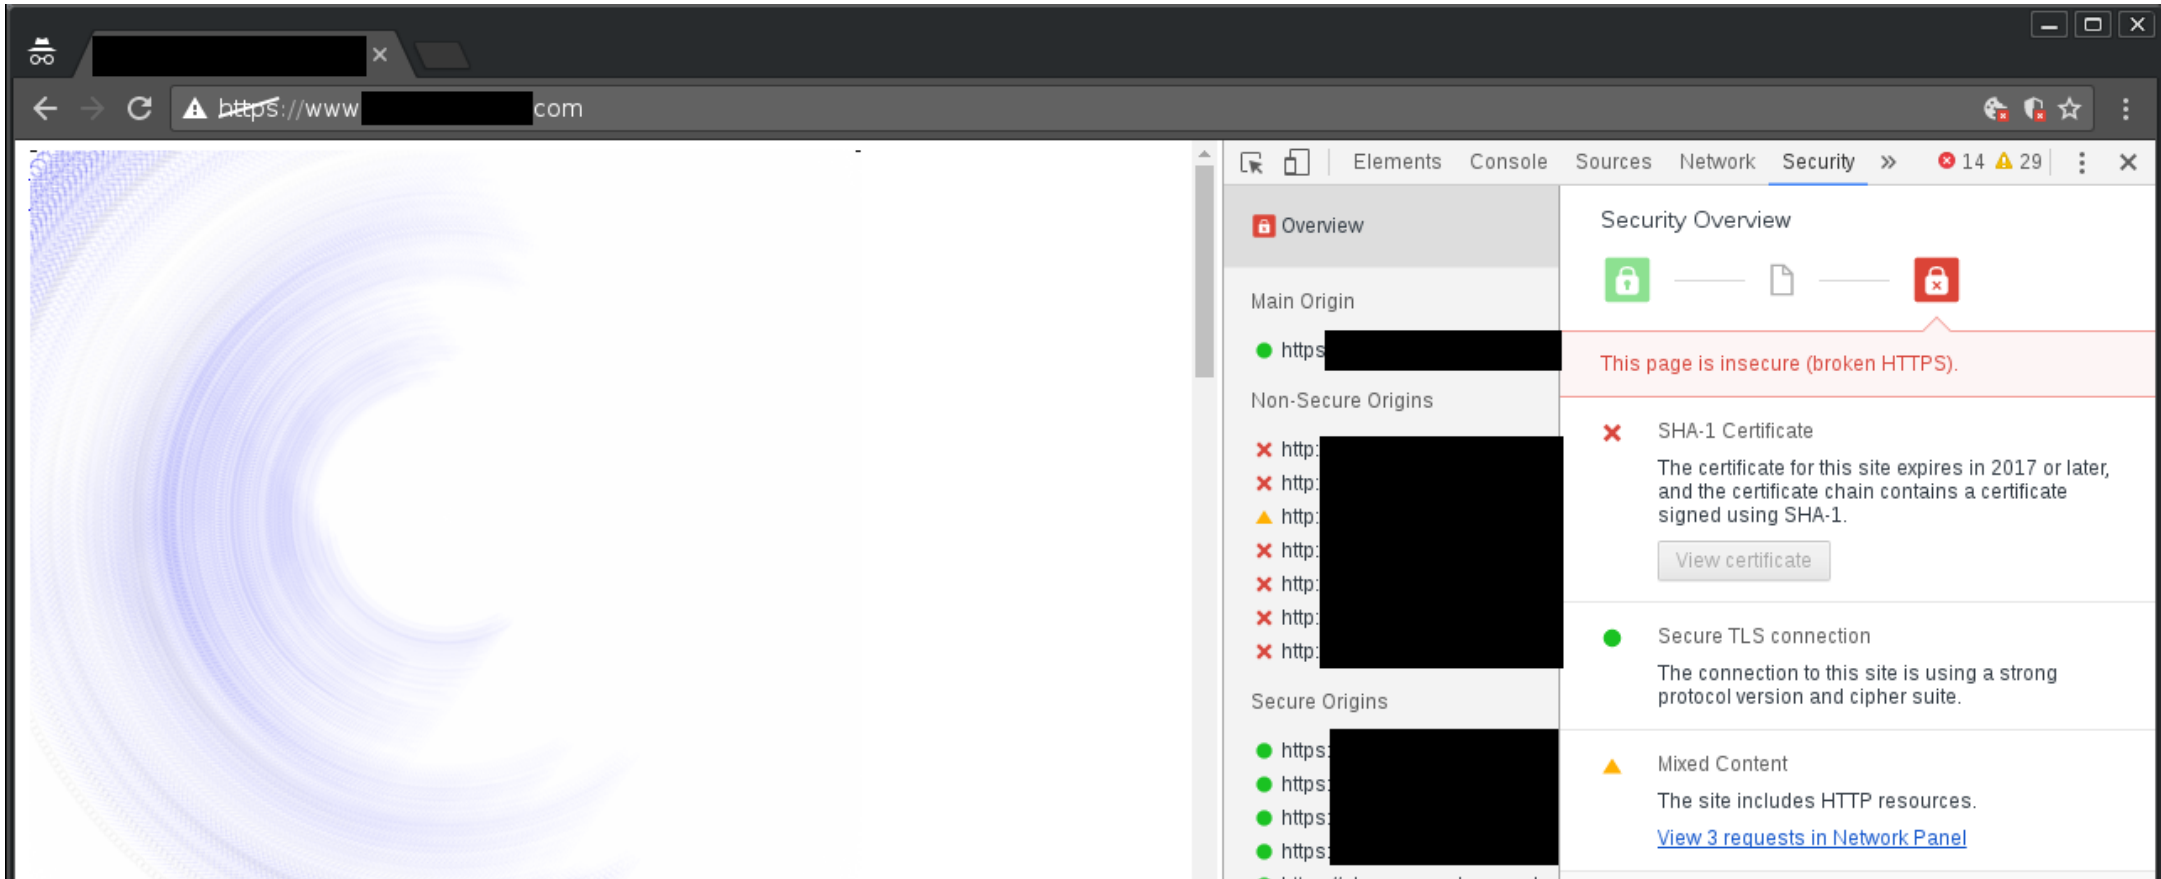 https://www
com
Elements Console Sources Network Security » 14 29
Overview
Security Overview
Main Origin
https
This page is insecure (broken HTTPS).
Non-Secure Origins
http:
http:
http:
http:
http:
http:
http:
SHA-1 Certificate
The certificate for this site expires in 2017 or later,
and the certificate chain contains a certificate
signed using SHA-1.
View certificate
Secure TLS connection
The connection to this site is using a strong
protocol version and cipher suite.
Secure Origins
https:
https:
https:
https:
Mixed Content
The site includes HTTP resources.
View 3 requests in Network Panel